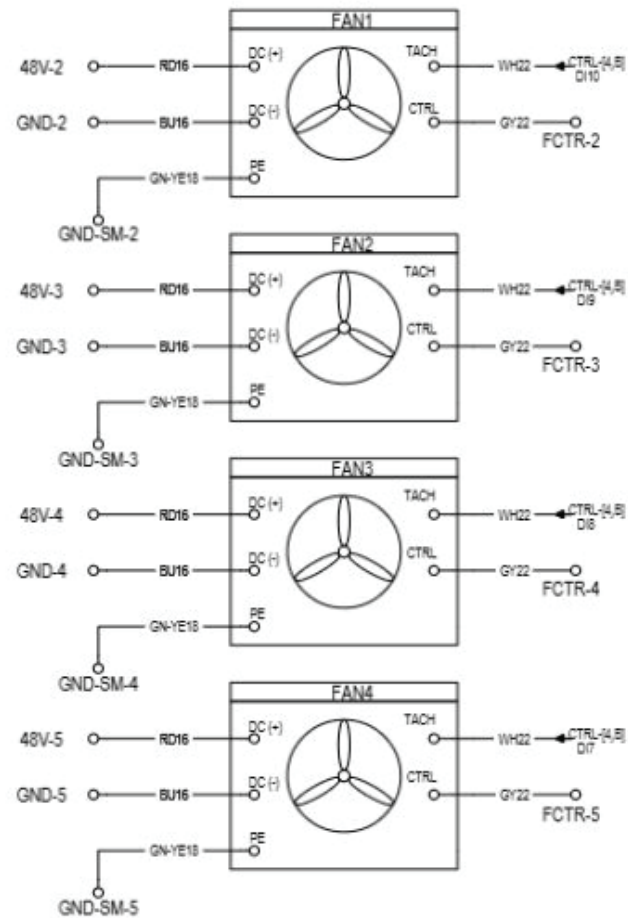 FAN1
DC (+)
TACH
48V-2
RD16
WH22
CTRL-[4,B]
DI10
DC (-)
CTRL
GND-2
BU16
GY22
FCTR-2
PE
GN-YE18
GND-SM-2
FAN2
DC (+)
TACH
48V-3
RD16
WH22
CTRL-[4,B]
DI9
DC (-)
CTRL
GND-3
BU16
GY22
FCTR-3
PE
GN-YE18
GND-SM-3
FAN3
DC (+)
TACH
48V-4
RD16
WH22
CTRL-[4,B]
DI8
DC (-)
CTRL
GND-4
BU16
GY22
FCTR-4
PE
GN-YE18
GND-SM-4
FAN4
DC (+)
TACH
48V-5
RD16
WH22
CTRL-[4,B]
DI7
DC (-)
CTRL
GND-5
BU16
GY22
FCTR-5
PE
GN-YE18
GND-SM-5